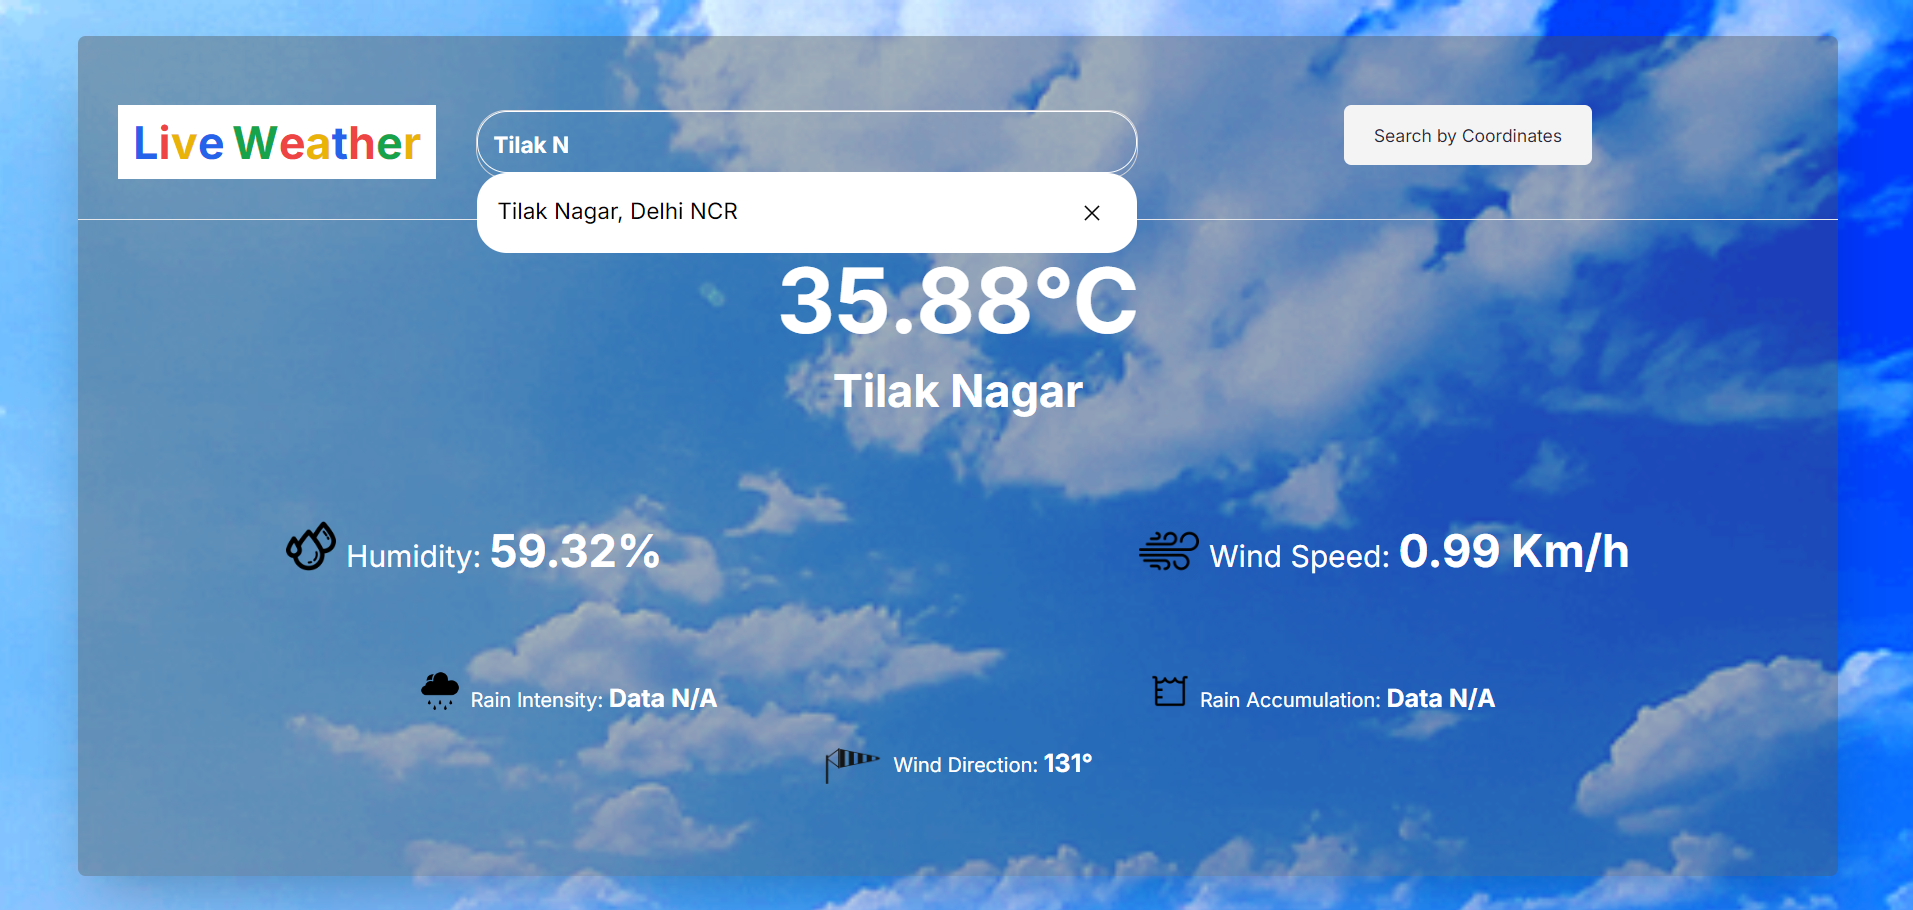 Live Weather
Tilak N
Search by Coordinates
Tilak Nagar, Delhi NCR
35.88°C
Tilak Nagar
Humidity: 59.32%
Wind Speed: 0.99 Km/h
Rain Intensity: Data N/A
Rain Accumulation: Data N/A
Wind Direction: 131°